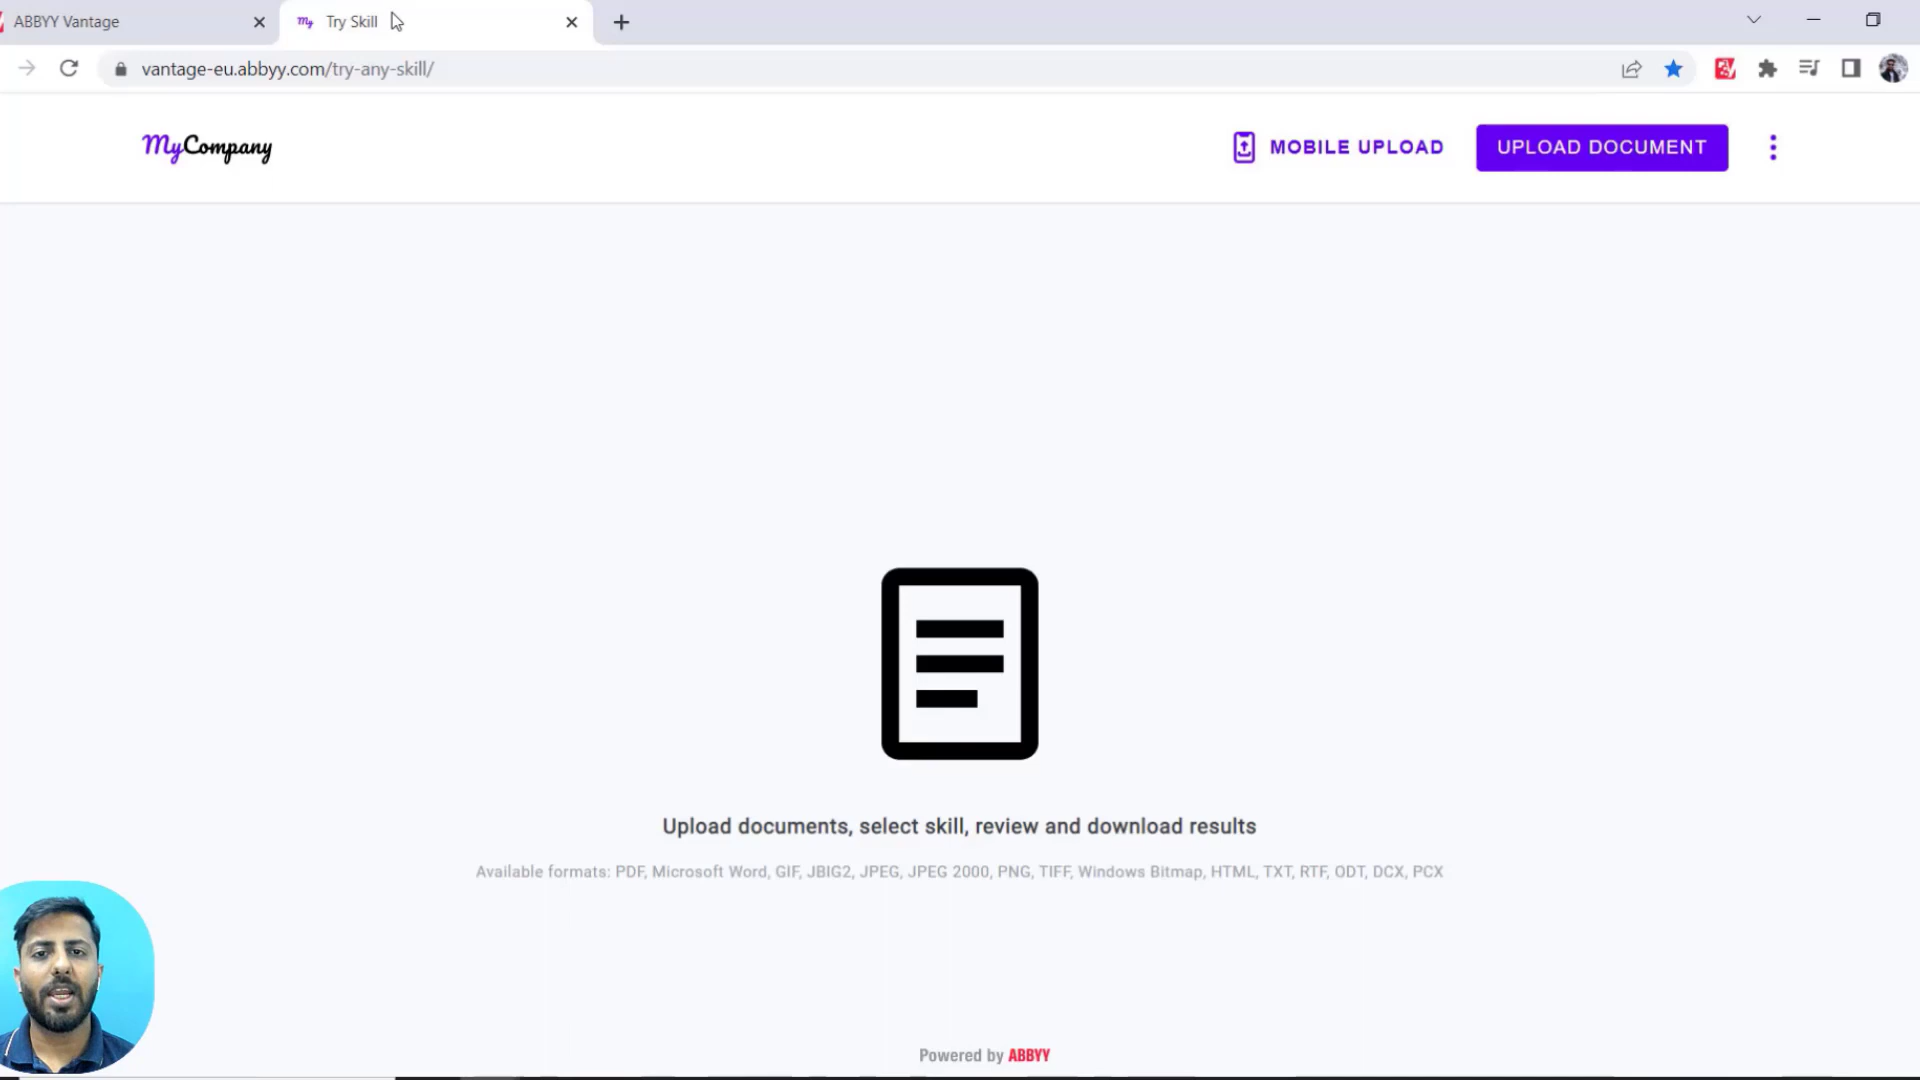 ABBYY Vantage
my Try Skill
vantage-eu.abbyy.com/try-any-skill/
MyCompany
MOBILE UPLOAD
UPLOAD DOCUMENT
Upload documents, select skill, review and download results
Available formats: PDF, Microsoft Word, GIF, JBIG2, JPEG, JPEG 2000, PNG, TIFF, Windows Bitmap, HTML, TXT, RTF, ODT, DCX, PCX
Powered by ABBYY